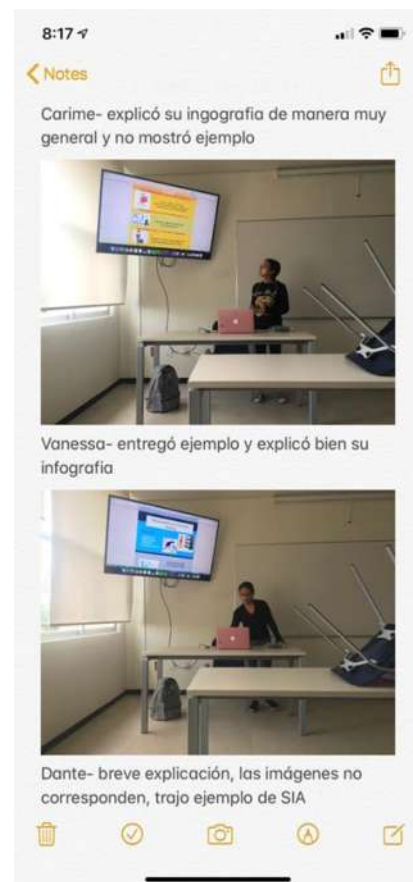 8:17
Notes
Carime- explicó su ingografia de manera muy
general y no mostró ejemplo
Vanessa- entregó ejemplo y explicó bien su
infografia
Dante- breve explicación, las imágenes no
corresponden, trajo ejemplo de SIA